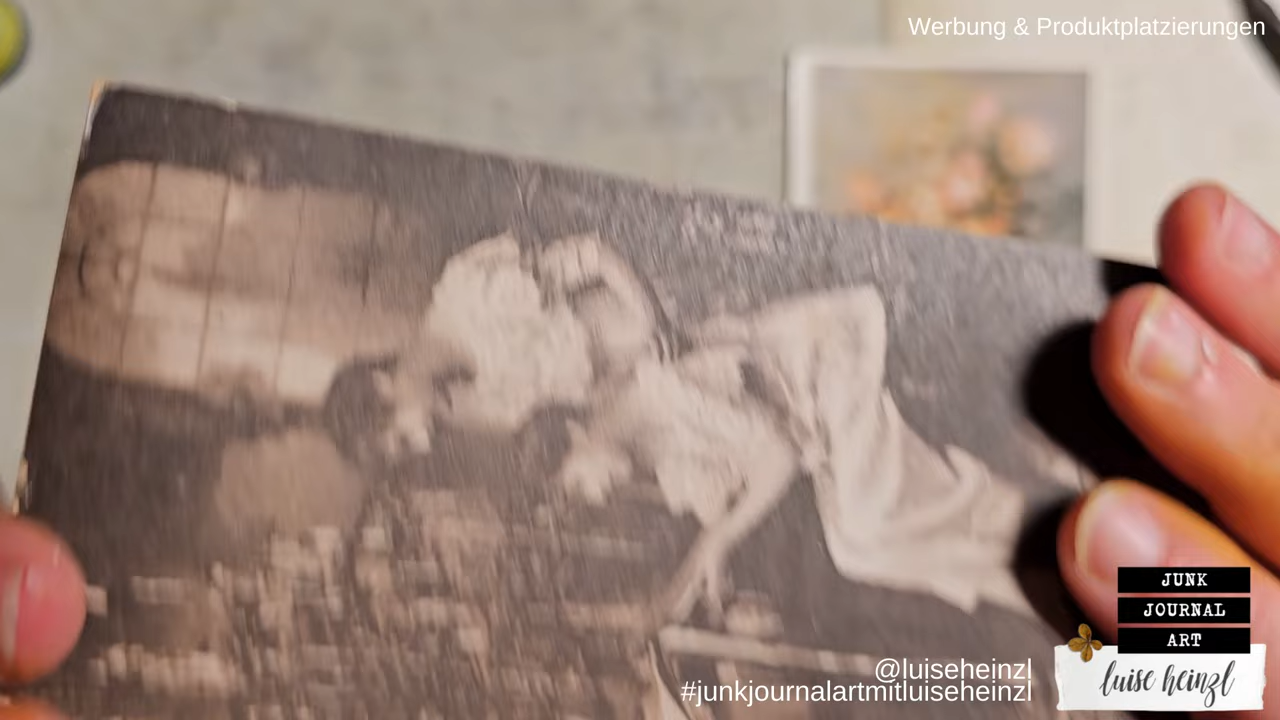 Werbung & Produktplatzierungen
JUNK
JOURNAL
ART
@luiseheinzl
#junkjournalartmitluiseheinzl
luise heinzl